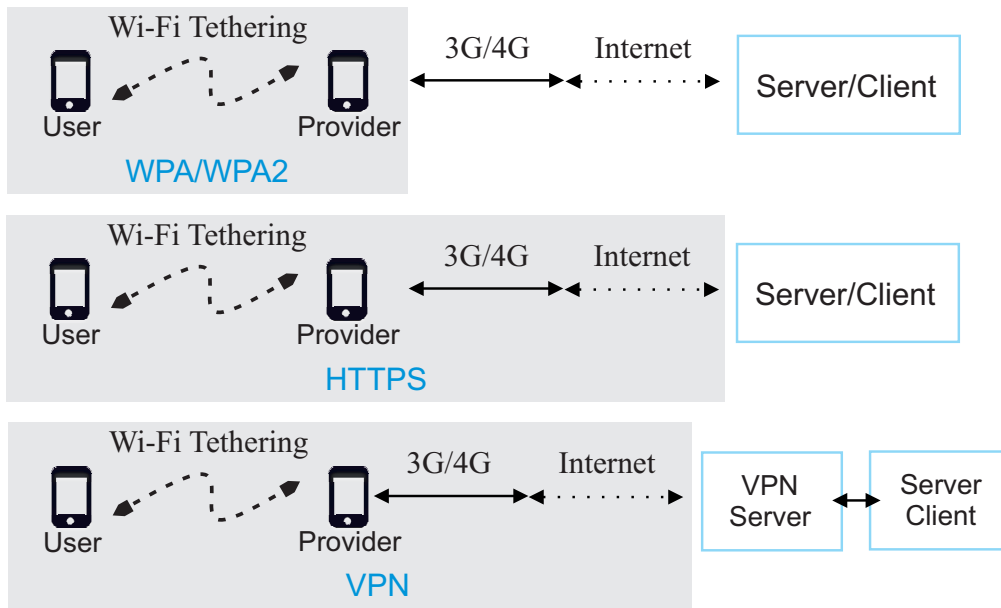 Wi-Fi Tethering
3G/4G
Internet
Server/Client
User
Provider
WPA/WPA2
Wi-Fi Tethering
3G/4G
Internet
Server/Client
User
Provider
HTTPS
Wi-Fi Tethering
3G/4G
Internet
VPN
Server
Server
Client
User
Provider
VPN